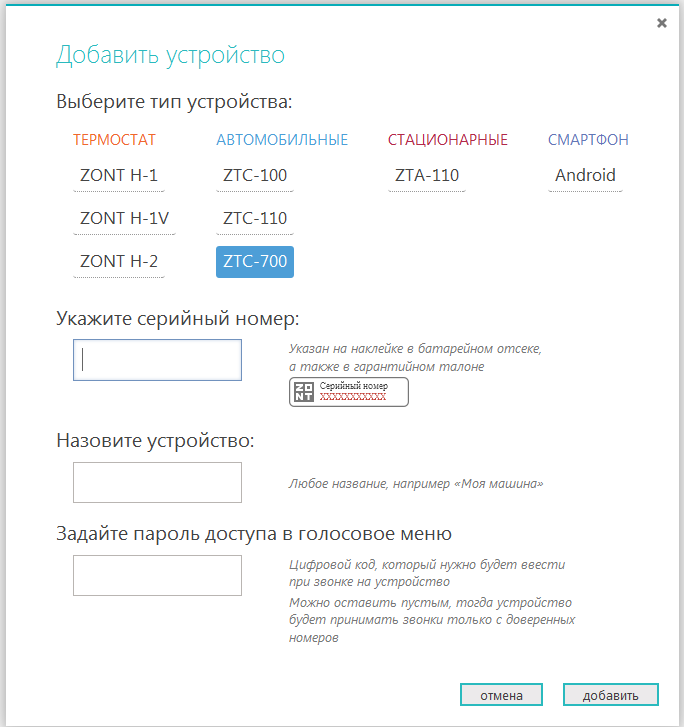 Добавить устройство
Выберите тип устройства:
ТЕРМОСТАТ АВТОМОБИЛЬНЫЕ СТАЦИОНАРНЫЕ СМАРТФОН
ZONT H-1 ZTC-100 ZTA-110 Android
ZONT H-1V ZTC-110
ZONT H-2 ZTC-700
Укажите серийный номер:
Указан на наклейке в батарейном отсеке,
а также в гарантийном талоне
ZONT Серийный номер
XXXXXXXXXXX
Назовите устройство:
Любое название, например «Моя машина»
Задайте пароль доступа в голосовое меню
Цифровой код, который нужно будет ввести
при звонке на устройство
Можно оставить пустым, тогда устройство
будет принимать звонки только с доверенных
номеров
отмена добавить